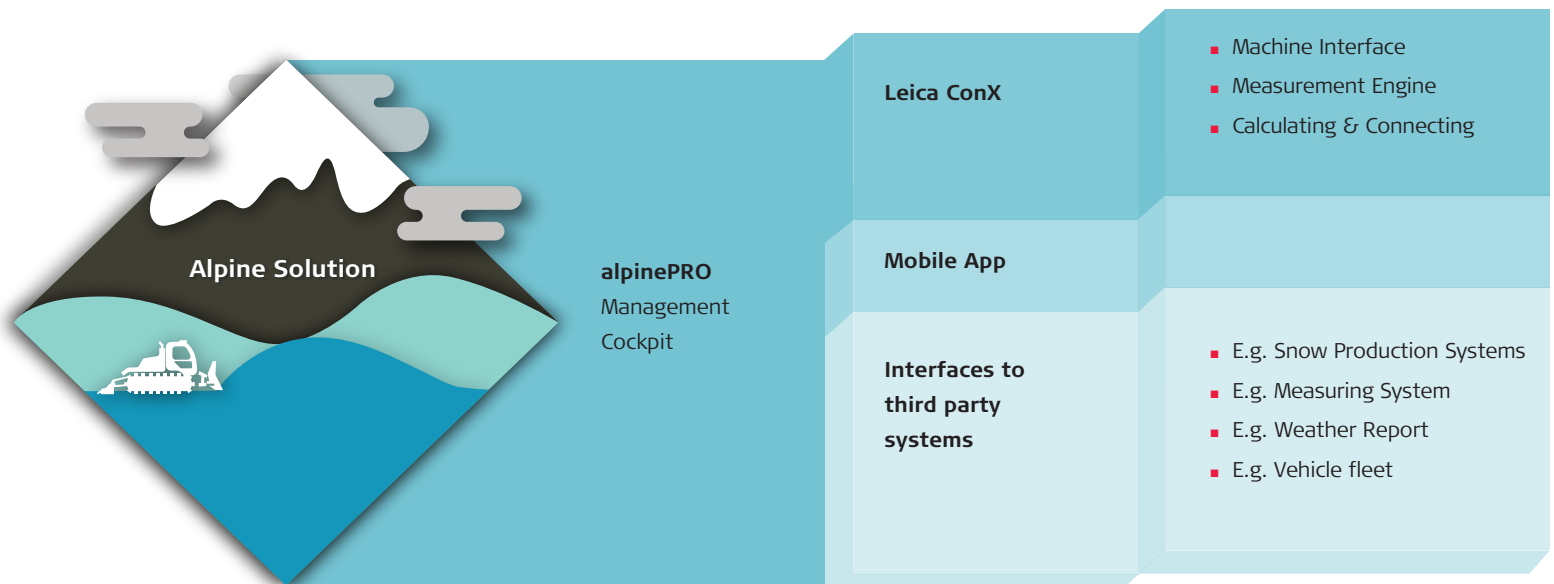 Alpine Solution
alpinePRO
Management
Cockpit
Leica ConX
Machine Interface
Measurement Engine
Calculating & Connecting
Mobile App
Interfaces to
third party
systems
E.g. Snow Production Systems
E.g. Measuring System
E.g. Weather Report
E.g. Vehicle fleet